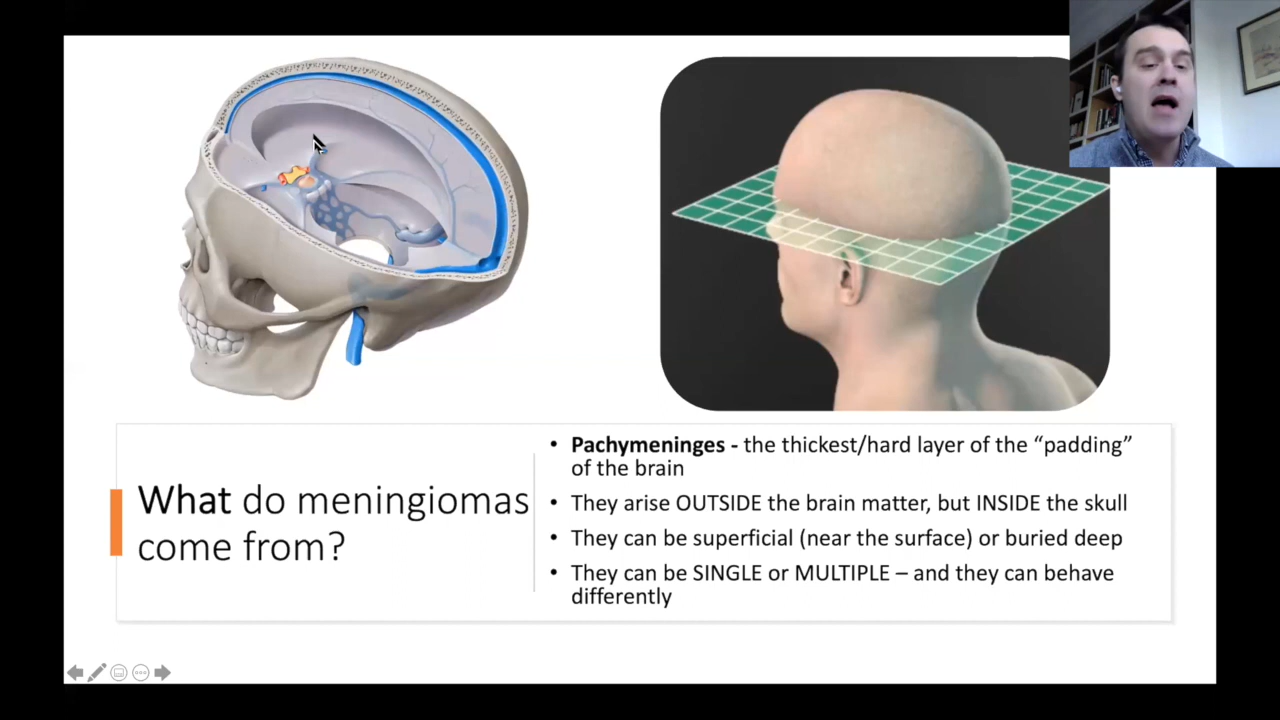 What do meningiomas
come from?
• Pachymeninges - the thickest/hard layer of the “padding”
of the brain
• They arise OUTSIDE the brain matter, but INSIDE the skull
• They can be superficial (near the surface) or buried deep
• They can be SINGLE or MULTIPLE – and they can behave
differently